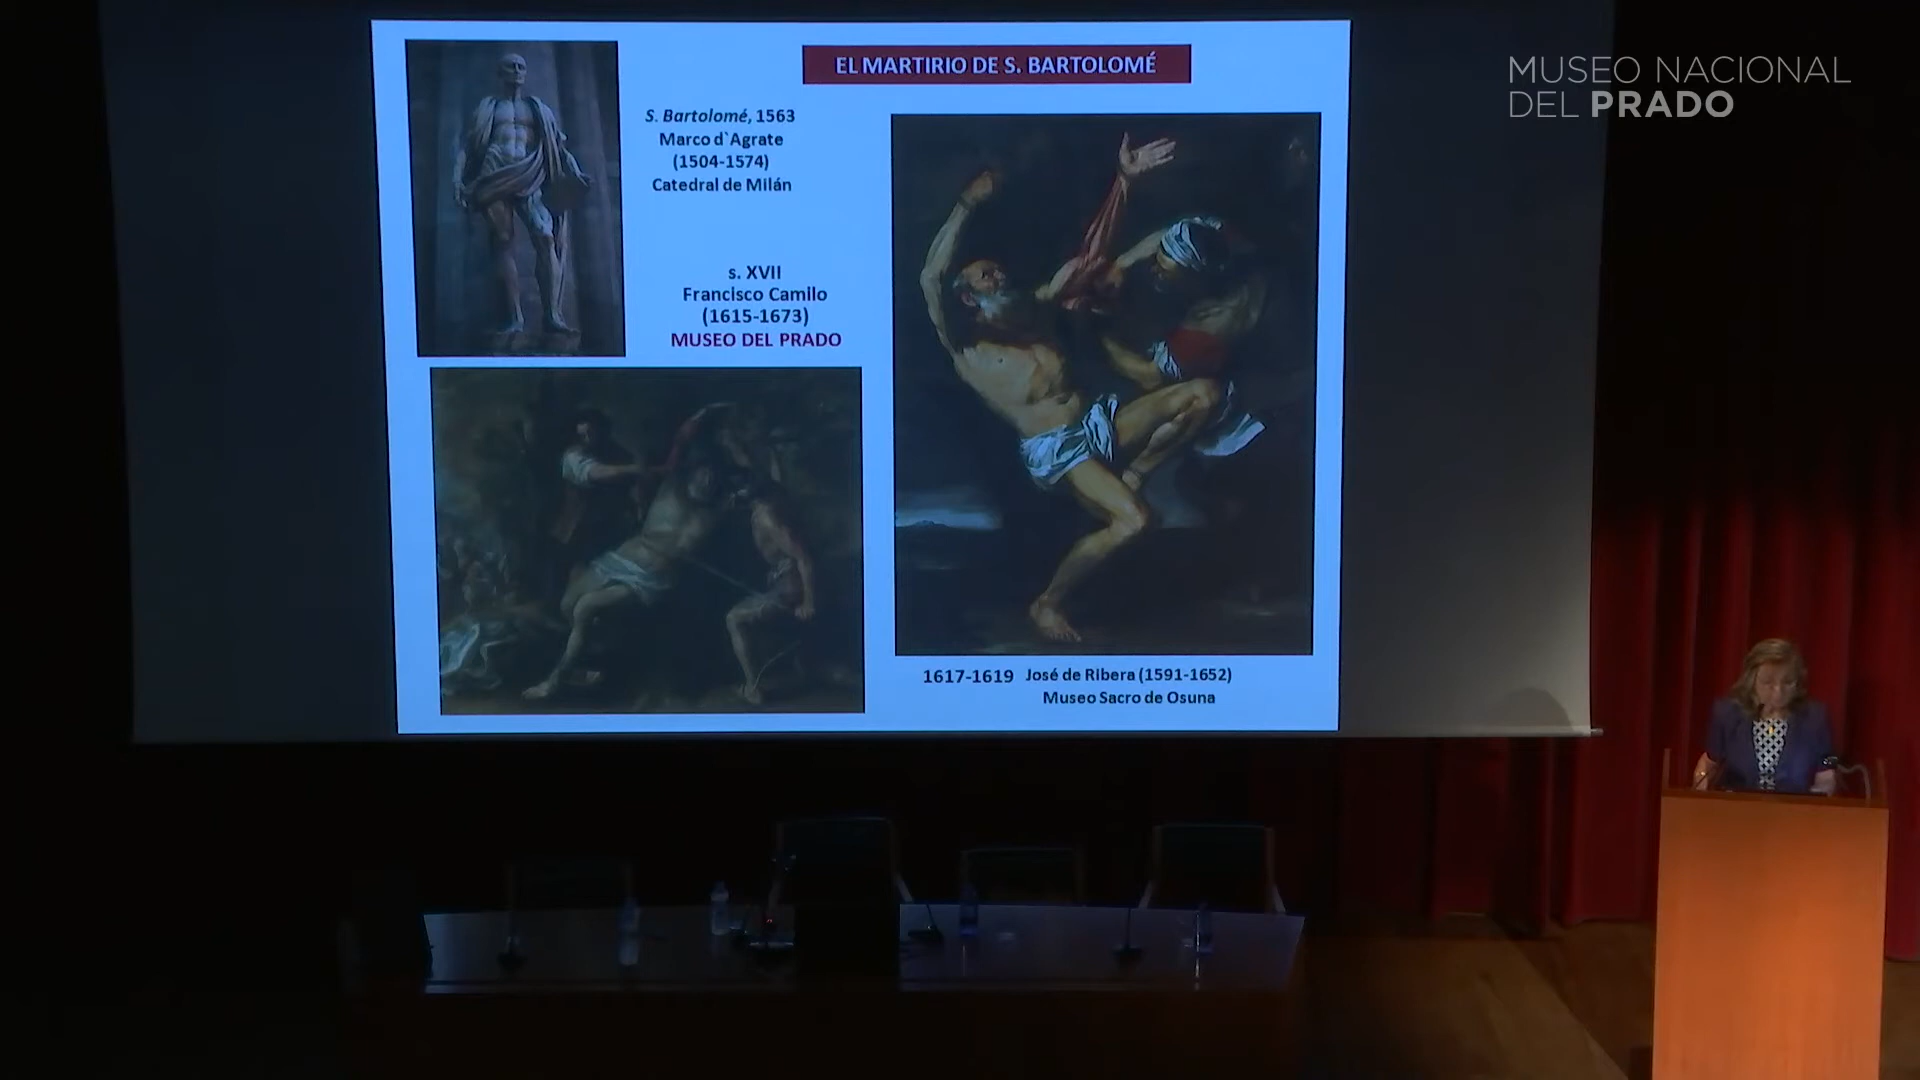 EL MARTIRIO DE S. BARTOLOMÉ
MUSEO NACIONAL
DEL PRADO
S. Bartolomé, 1563
Marco d`Agrate
(1504-1574)
Catedral de Milán
s. XVII
Francisco Camilo
(1615-1673)
MUSEO DEL PRADO
1617-1619 José de Ribera (1591-1652)
Museo Sacro de Osuna